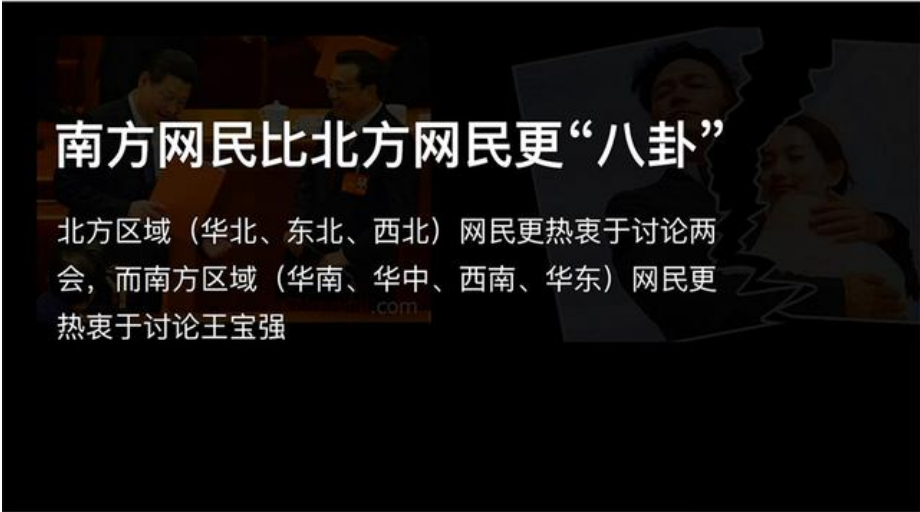 南方网民比北方网民更“八卦”
北方区域（华北、东北、西北）网民更热衷于讨论两
会，而南方区域（华南、华中、西南、华东）网民更
热衷于讨论王宝强
.com